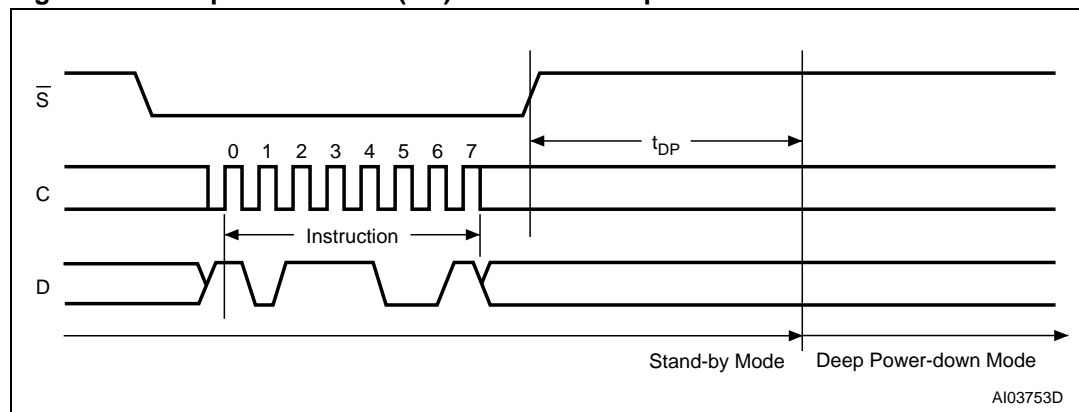 S
0 1 2 3 4 5 6 7
tDP
C
Instruction
D
Stand-by Mode
Deep Power-down Mode
AI03753D